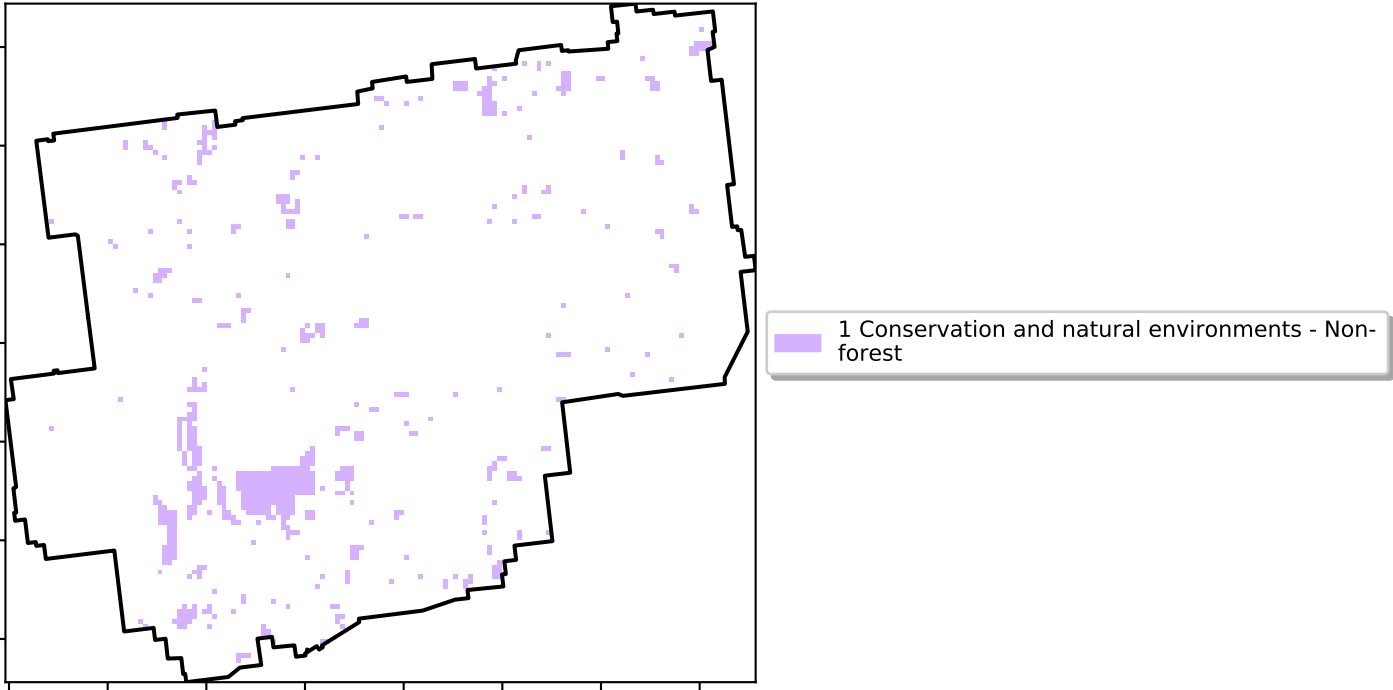 1 Conservation and natural environments - Non-
forest